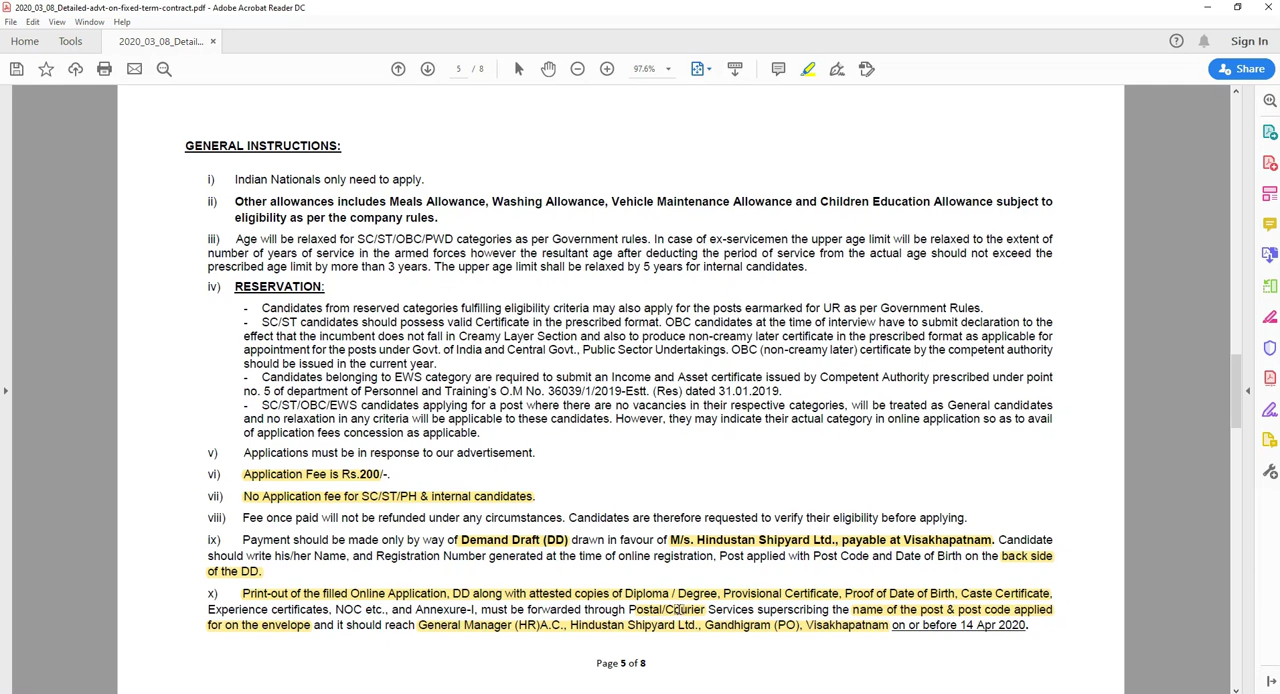 2020_03_08_Detailed-advt-on-fixed-term-contract.pdf - Adobe Acrobat Reader DC
File Edit View Window Help
Home Tools 2020_03_08_Detail... × Sign In
5 / 8 97.6% Share
GENERAL INSTRUCTIONS:
i) Indian Nationals only need to apply.
ii) Other allowances includes Meals Allowance, Washing Allowance, Vehicle Maintenance Allowance and Children Education Allowance subject to
eligibility as per the company rules.
iii) Age will be relaxed for SC/ST/OBC/PWD categories as per Government rules. In case of ex-servicemen the upper age limit will be relaxed to the extent of
number of years of service in the armed forces however the resultant age after deducting the period of service from the actual age should not exceed the
prescribed age limit by more than 3 years. The upper age limit shall be relaxed by 5 years for internal candidates.
iv) RESERVATION:
- Candidates from reserved categories fulfilling eligibility criteria may also apply for the posts earmarked for UR as per Government Rules.
- SC/ST candidates should possess valid Certificate in the prescribed format. OBC candidates at the time of interview have to submit declaration to the
effect that the incumbent does not fall in Creamy Layer Section and also to produce non-creamy later certificate in the prescribed format as applicable for
appointment for the posts under Govt. of India and Central Govt., Public Sector Undertakings. OBC (non-creamy later) certificate by the competent authority
should be issued in the current year.
- Candidates belonging to EWS category are required to submit an Income and Asset certificate issued by Competent Authority prescribed under point
no. 5 of department of Personnel and Training's O.M No. 36039/1/2019-Estt. (Res) dated 31.01.2019.
- SC/ST/OBC/EWS candidates applying for a post where there are no vacancies in their respective categories, will be treated as General candidates
and no relaxation in any criteria will be applicable to these candidates. However, they may indicate their actual category in online application so as to avail
of application fees concession as applicable.
v) Applications must be in response to our advertisement.
vi) Application Fee is Rs.200/-.
vii) No Application fee for SC/ST/PH & internal candidates.
viii) Fee once paid will not be refunded under any circumstances. Candidates are therefore requested to verify their eligibility before applying.
ix) Payment should be made only by way of Demand Draft (DD) drawn in favour of M/s. Hindustan Shipyard Ltd., payable at Visakhapatnam. Candidate
should write his/her Name, and Registration Number generated at the time of online registration, Post applied with Post Code and Date of Birth on the back side
of the DD.
x) Print-out of the filled Online Application, DD along with attested copies of Diploma / Degree, Provisional Certificate, Proof of Date of Birth, Caste Certificate,
Experience certificates, NOC etc., and Annexure-I, must be forwarded through Postal/Courier Services superscribing the name of the post & post code applied
for on the envelope and it should reach General Manager (HR)A.C., Hindustan Shipyard Ltd., Gandhigram (PO), Visakhapatnam on or before 14 Apr 2020.
Page 5 of 8